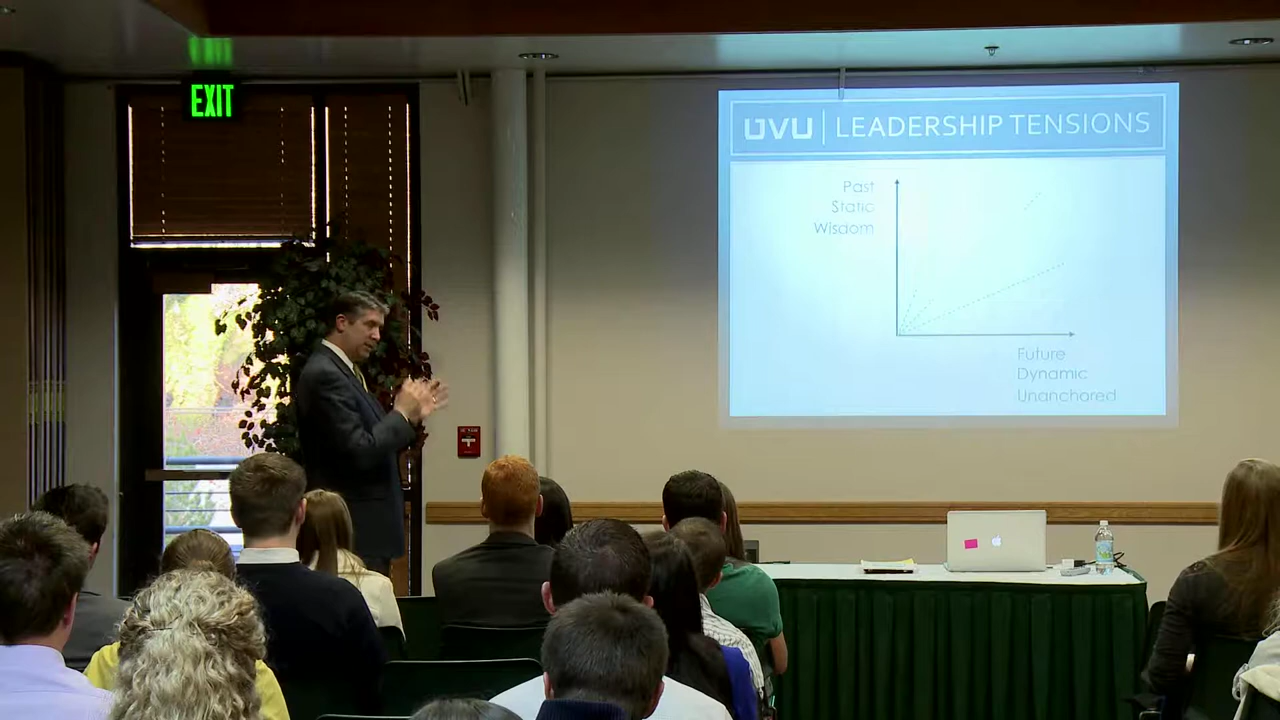 EXIT
UVU | LEADERSHIP TENSIONS
Past
Static
Wisdom
Future
Dynamic
Unanchored